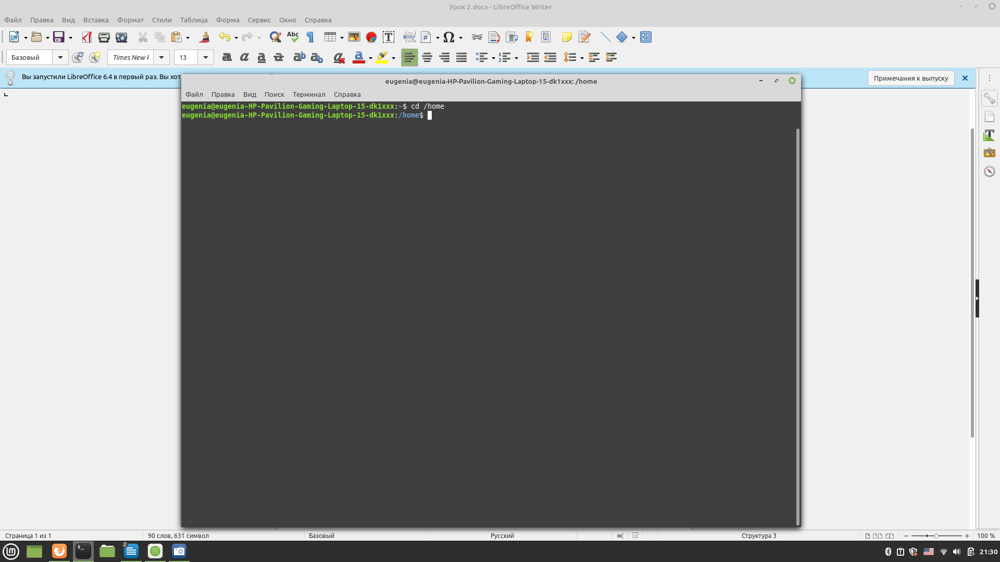 Урок 2.docx - LibreOffice Writer
Файл Правка Вид Вставка Формат Стили Таблица Форма Сервис Окно Справка
Базовый Times New 13
Вы запустили LibreOffice 6.4 в первый раз. Вы
Примечания к выпуску
eugenia@eugenia-HP-Pavilion-Gaming-Laptop-15-dk1xxx: /home
Файл Правка Вид Поиск Терминал Справка
eugenia@eugenia-HP-Pavilion-Gaming-Laptop-15-dk1xxx:~$ cd /home
eugenia@eugenia-HP-Pavilion-Gaming-Laptop-15-dk1xxx:/home$
Страница 1 из 1 90 слов, 631 символ Базовый Русский Структура 3 100 %
2 21:30